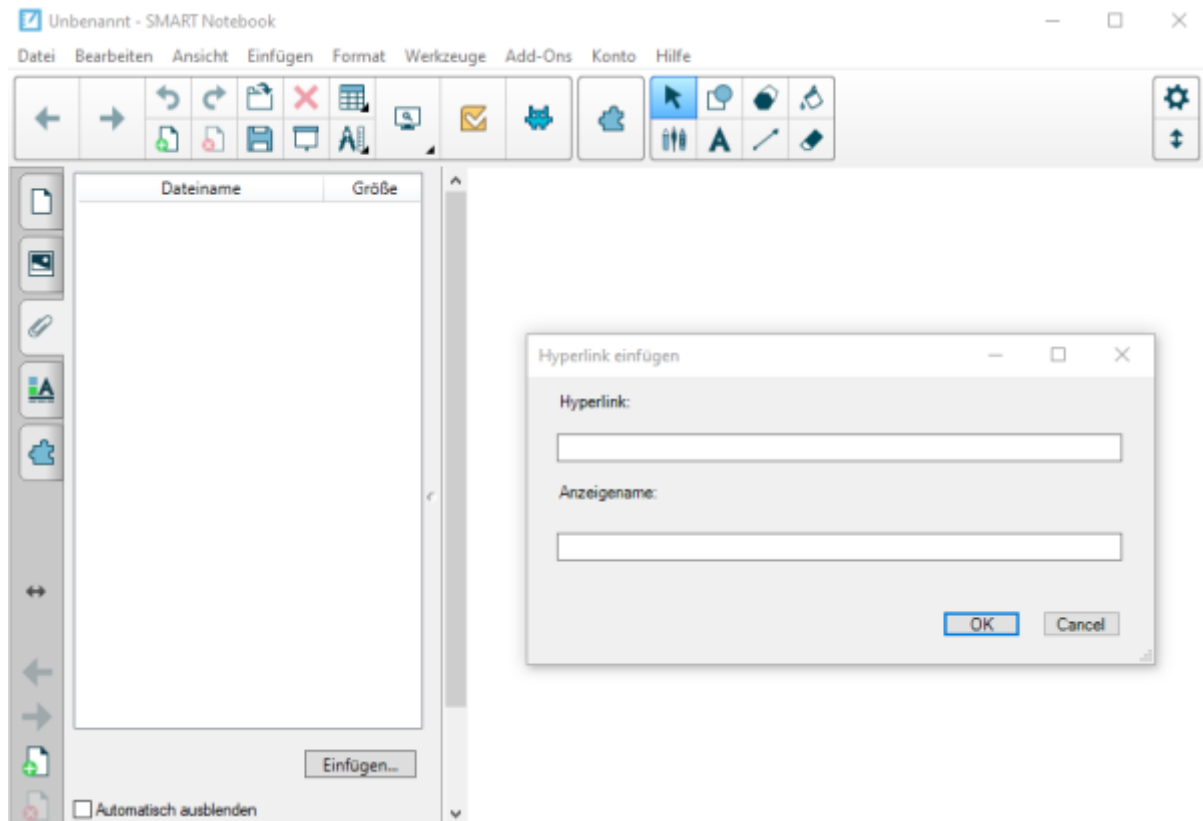 Unbenannt - SMART Notebook
Datei Bearbeiten Ansicht Einfügen Format Werkzeuge Add-Ons Konto Hilfe
Dateiname Größe
Hyperlink einfügen
Hyperlink:
Anzeigename:
OK Cancel
Einfügen...
Automatisch ausblenden